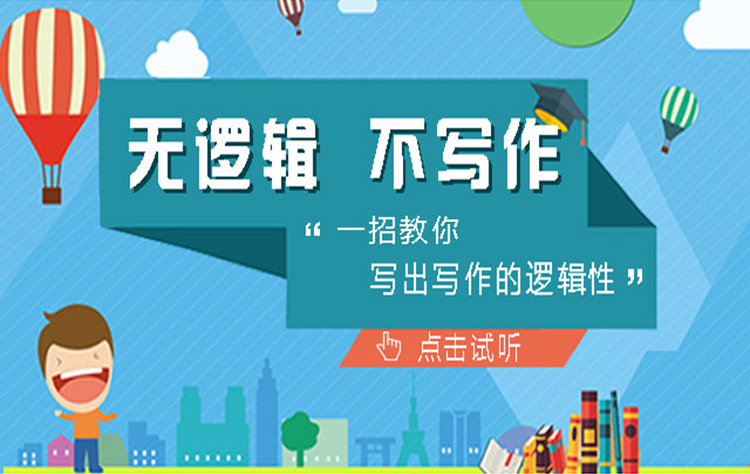 无逻辑 不写作
“一招教你
写出写作的逻辑性”
点击试听